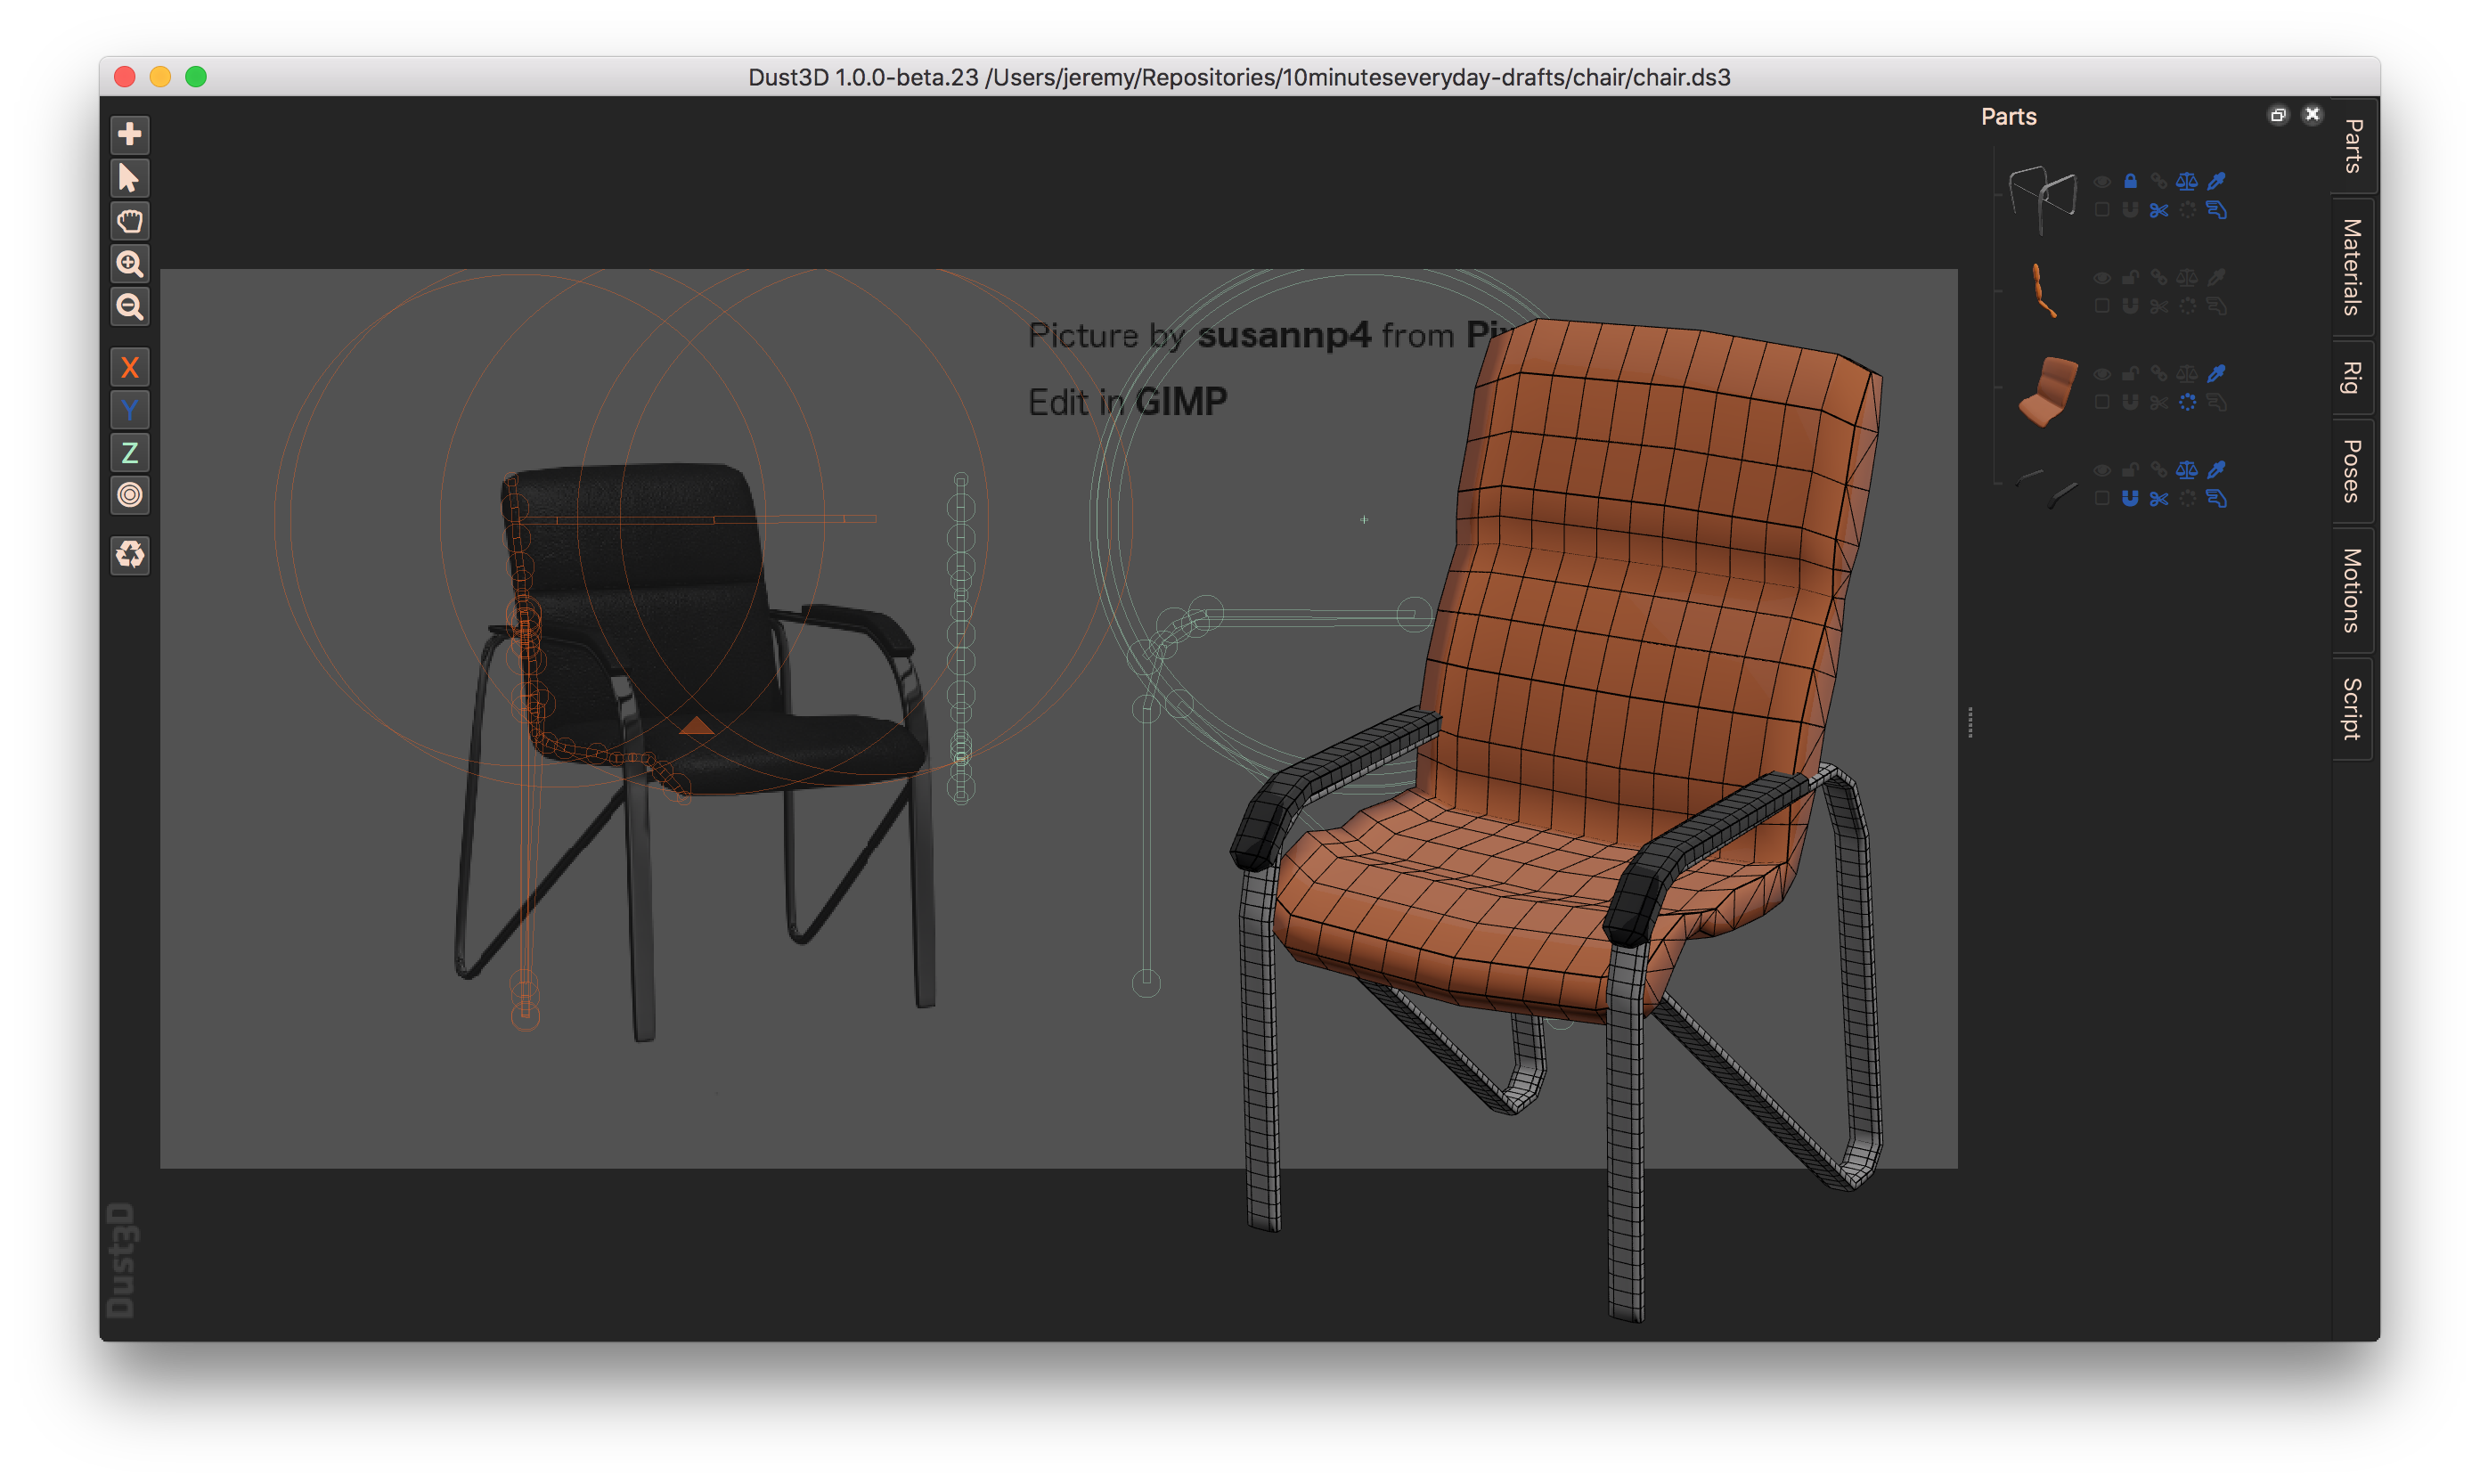 Dust3D 1.0.0-beta.23 /Users/jeremy/Repositories/10minuteseveryday-drafts/chair/chair.ds3
Parts
Parts
Materials
Rig
Poses
Motions
Script
X
Y
Z
Picture by susannp4 from
Edit in GIMP
Dust3D